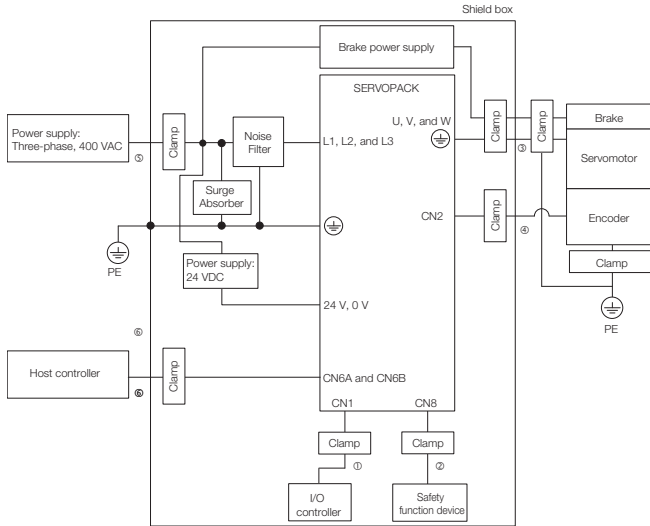 Shield box
Brake power supply
SERVOPACK
U, V, and W
Clamp
Clamp
Brake
Power supply:
Three-phase, 400 VAC
⑤
Clamp
Noise
Filter
L1, L2, and L3
③
Servomotor
Surge
Absorber
CN2
Clamp
④
Encoder
PE
Power supply:
24 VDC
Clamp
24 V, 0 V
PE
⑥
Host controller
⑥
Clamp
CN6A and CN6B
CN1
CN8
Clamp
Clamp
①
②
I/O
controller
Safety
function device